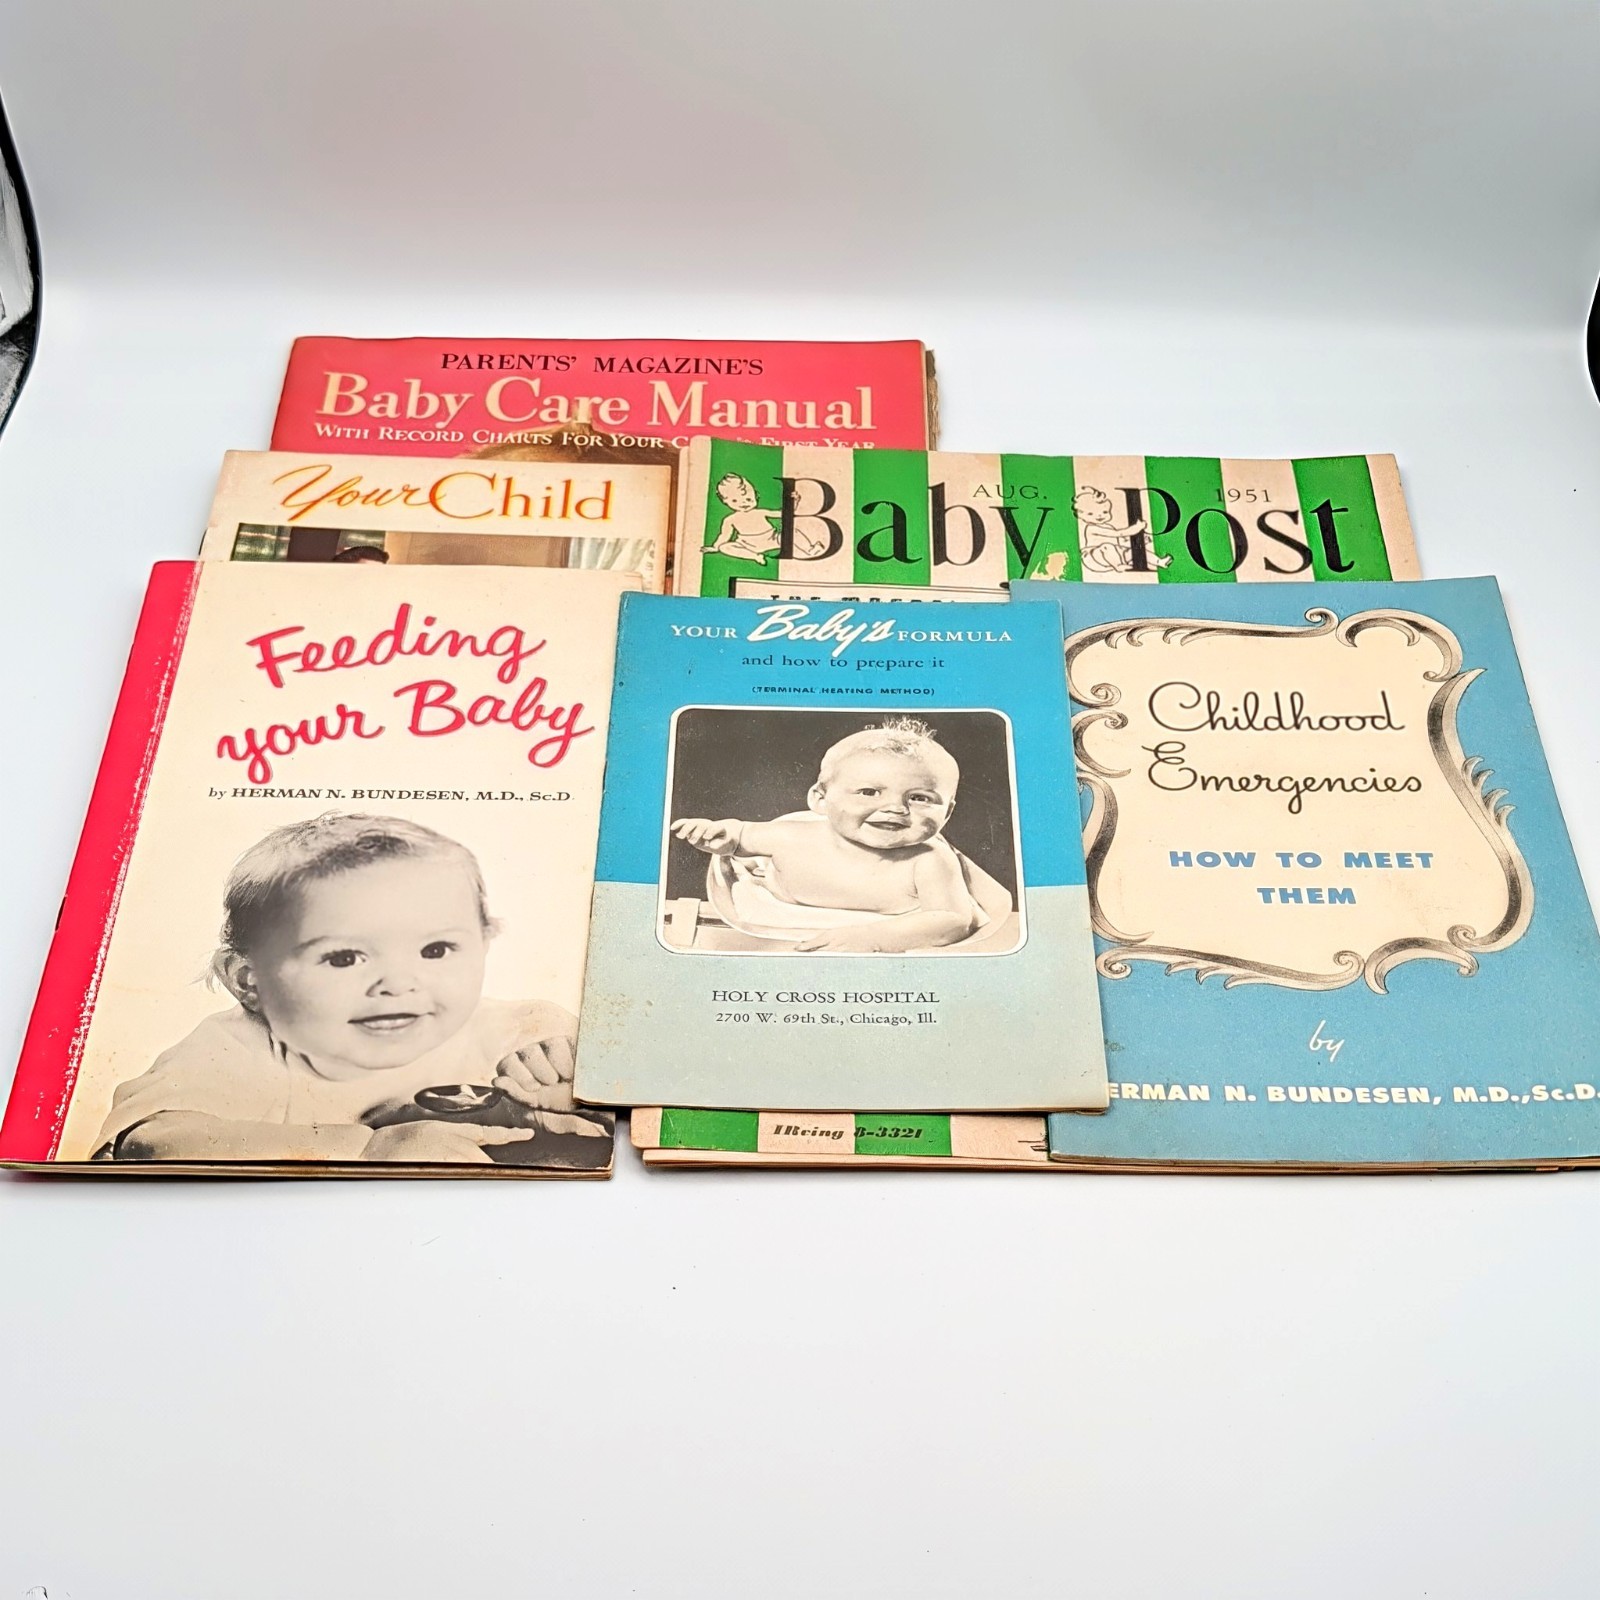 PARENTS' MAGAZINE'S
Baby Care Manual
WITH RECORD CHARTS FOR YOUR FIRST YEAR
Your Child
Baby Post
AUG. 1951
Feeding
your Baby
by HERMAN N. BUNDESEN, M.D., Sc.D.
YOUR Baby's FORMULA
and how to prepare it
(TERMINAL HEATING METHOD)
HOLY CROSS HOSPITAL
2700 W. 69th St., Chicago, Ill.
Childhood
Emergencies
HOW TO MEET
THEM
by
ERMAN N. BUNDESEN, M.D., Sc.D.
IRving 8-3321